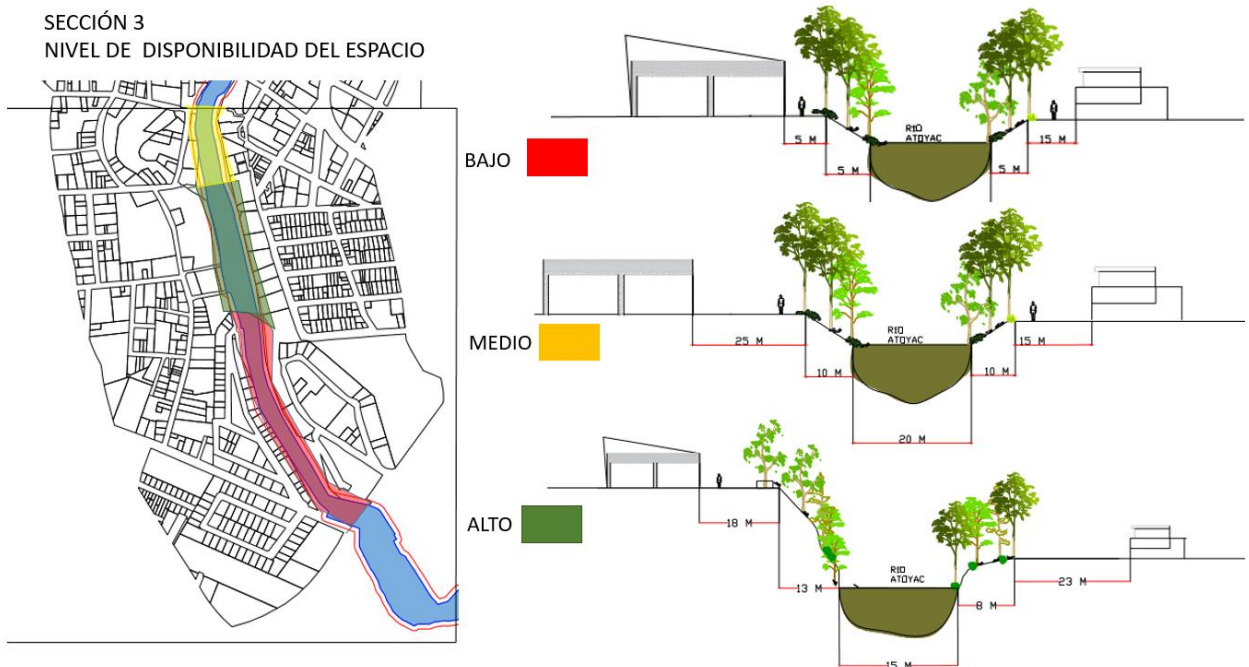 SECCIÓN 3
NIVEL DE DISPONIBILIDAD DEL ESPACIO
BAJO
RIO
ATOYAC
5 M
15 M
5 M
5 M
MEDIO
RIO
ATOYAC
25 M
15 M
10 M
10 M
20 M
ALTO
18 M
RIO
ATOYAC
13 M
23 M
8 M
15 M